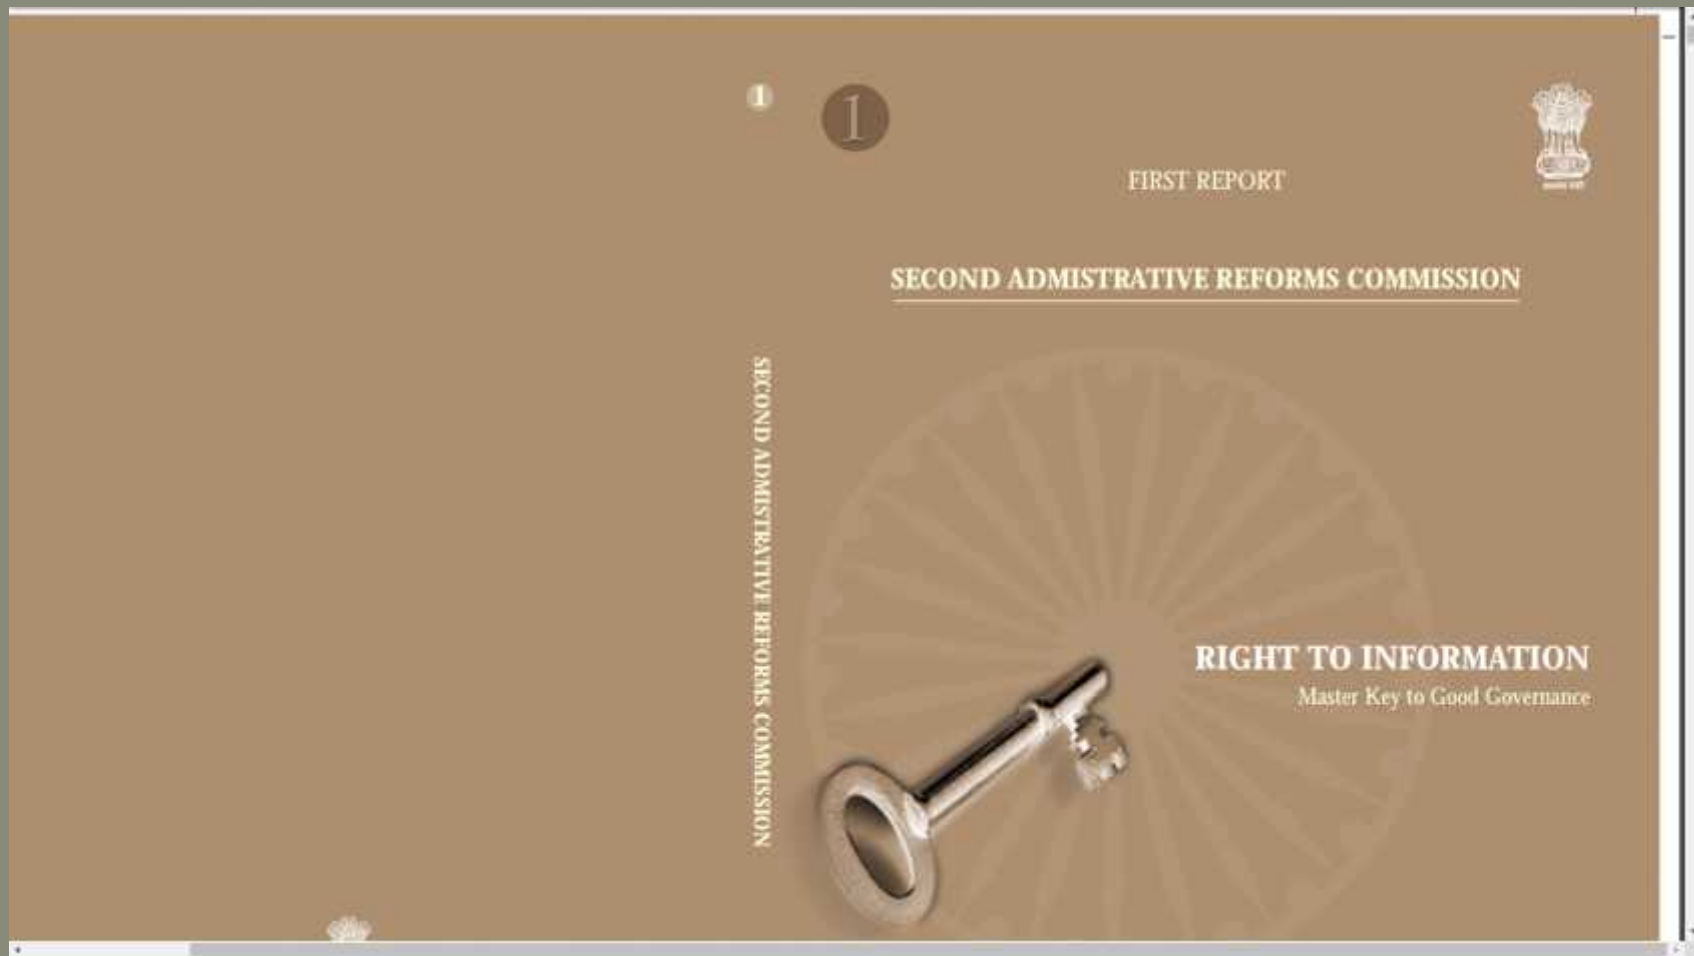 1
SECOND ADMISTRATIVE REFORMS COMMISSION
1
FIRST REPORT
SECOND ADMISTRATIVE REFORMS COMMISSION
RIGHT TO INFORMATION
Master Key to Good Governance